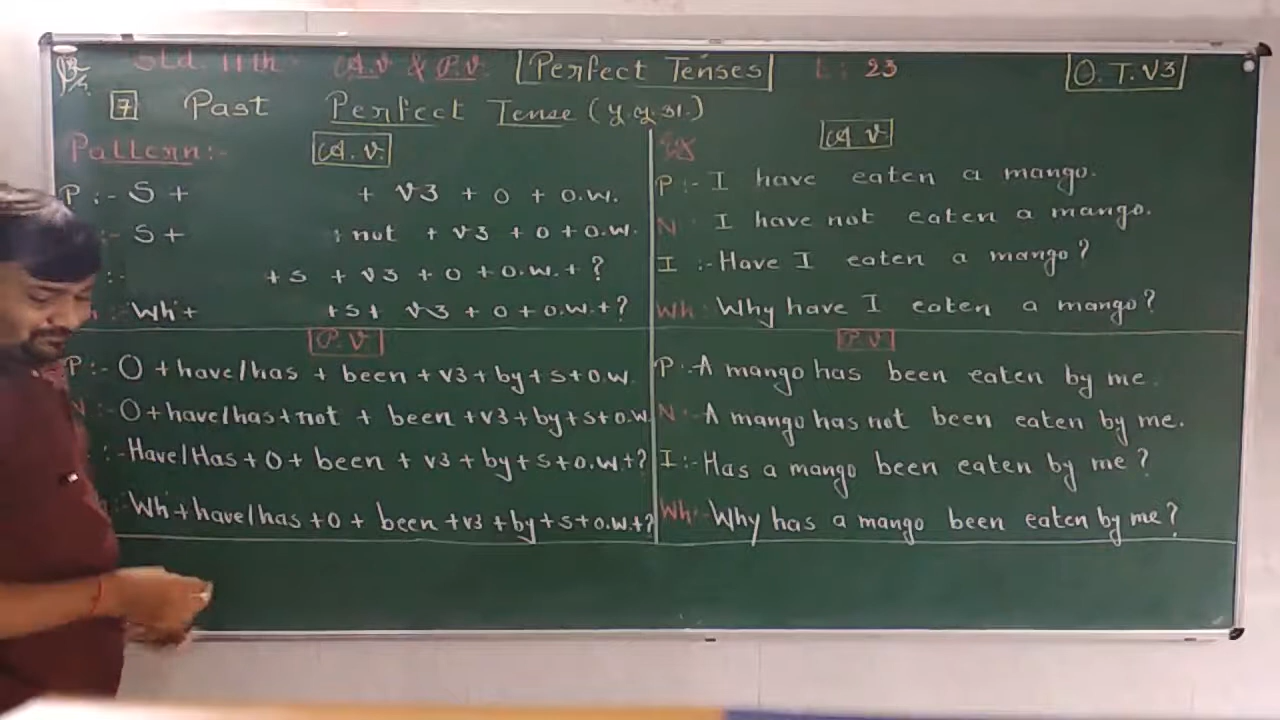 Std. 11th A.V & P.V. Perfect Tenses L: 23 O.T.V3
7 Past Perfect Tense (પૂ.ભૂ.કા.)
Pattern:- A.V.
P:- S + + V3 + O + O.W.
:- S + + not + V3 + O + O.W.
: + S + V3 + O + O.W. + ?
: Wh + + S + V3 + O + O.W. + ?
P.V.
P:- O + have/has + been + V3 + by + S + O.W.
N:- O + have/has + not + been + V3 + by + S + O.W.
:- Have/Has + O + been + V3 + by + S + O.W + ?
:- Wh + have/has + O + been + V3 + by + S + O.W + ?
Ex A.V.
P:- I have eaten a mango.
N I have not eaten a mango.
I:- Have I eaten a mango?
Wh: Why have I eaten a mango?
P.V
P:- A mango has been eaten by me.
N:- A mango has not been eaten by me.
I:- Has a mango been eaten by me?
Wh:- Why has a mango been eaten by me?